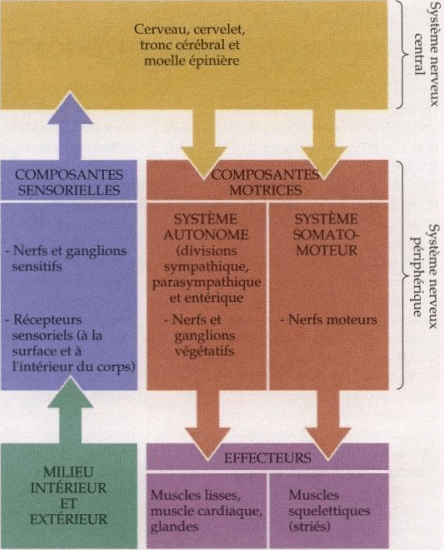 Cerveau, cervelet,
tronc cérébral et
moelle épinière
Système nerveux
central
COMPOSANTES
SENSORIELLES
- Nerfs et ganglions
sensitifs
- Récepteurs
sensoriels (à la
surface et à
l'intérieur du corps)
COMPOSANTES
MOTRICES
SYSTÈME
AUTONOME
(divisions
sympathique,
parasympathique
et entérique
- Nerfs et
ganglions
végétatifs
SYSTÈME
SOMATO-
MOTEUR
- Nerfs moteurs
Système nerveux
périphérique
MILIEU
INTÉRIEUR
ET
EXTÉRIEUR
EFFECTEURS
Muscles lisses,
muscle cardiaque,
glandes
Muscles
squelettiques
(striés)